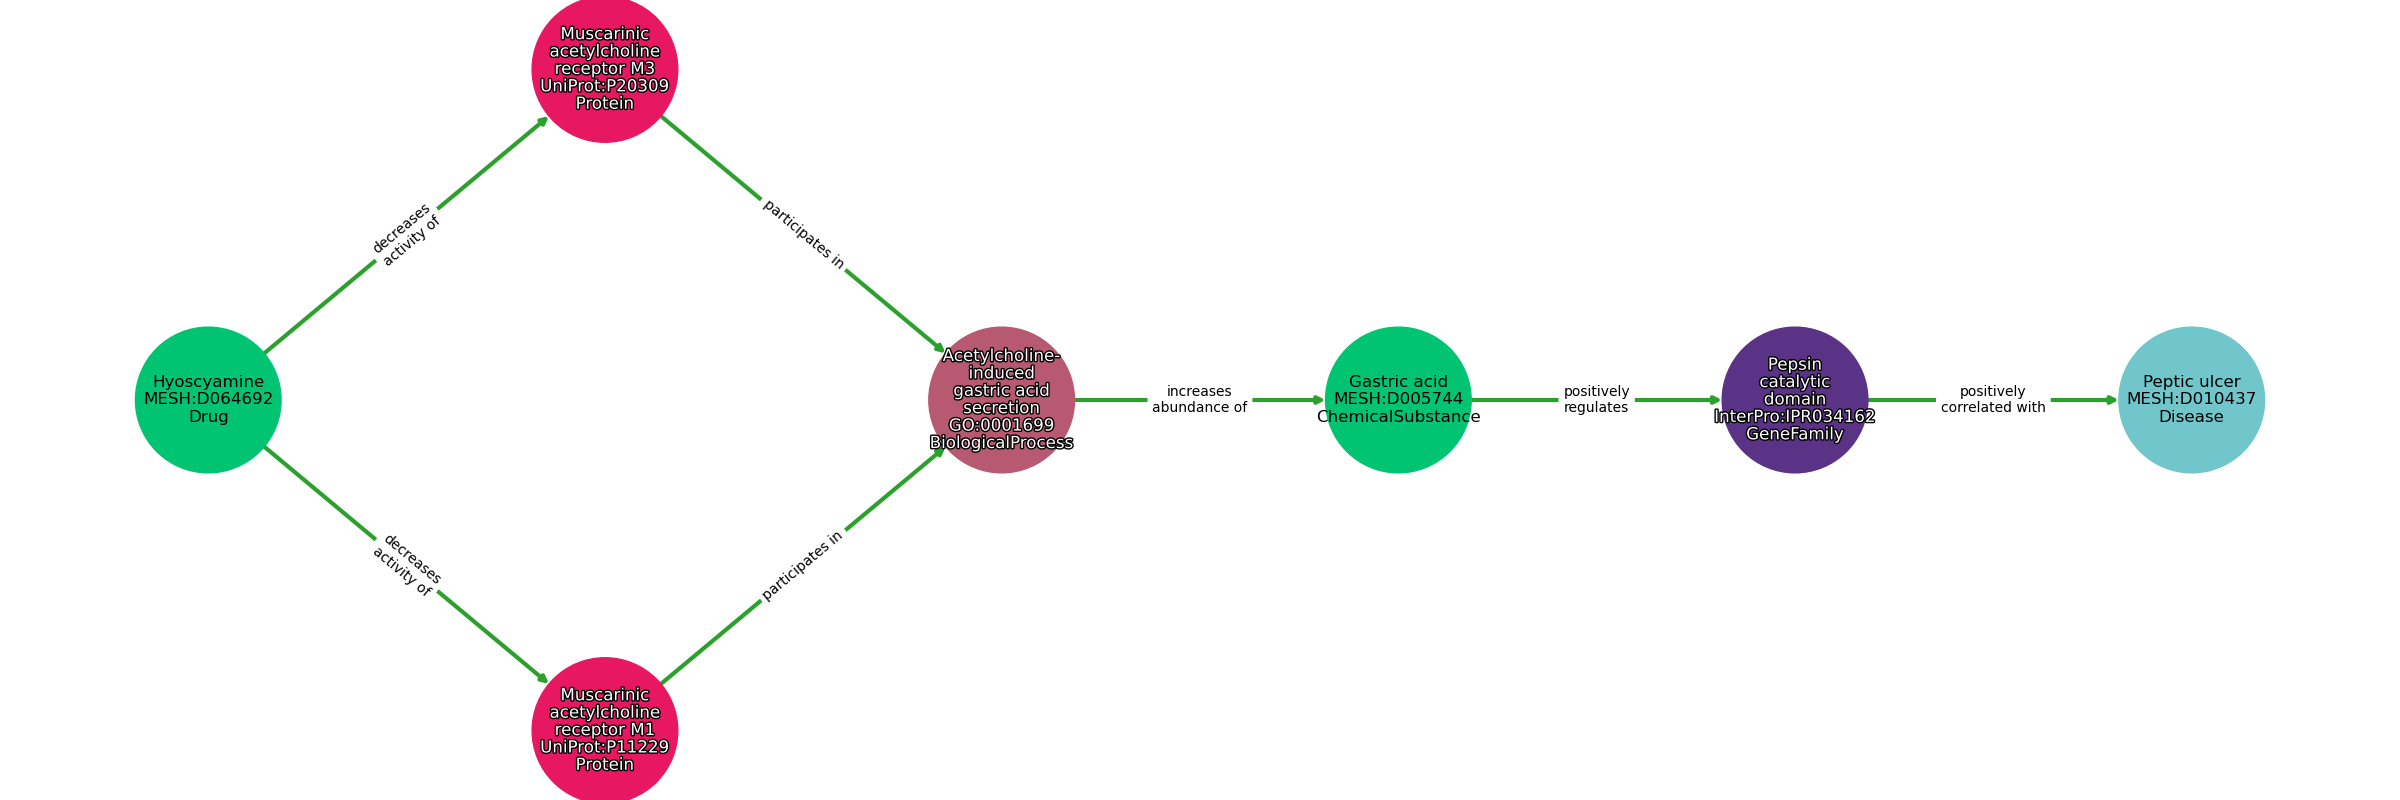 Muscarinic
acetylcholine
receptor M3
UniProt:P20309
Protein
decreases
activity of
participates in
Hyoscyamine
MESH:D064692
Drug
Acetylcholine-
induced
gastric acid
secretion
GO:0001699
BiologicalProcess
increases
abundance of
Gastric acid
MESH:D005744
ChemicalSubstance
positively
regulates
Pepsin
catalytic
domain
InterPro:IPR034162
GeneFamily
positively
correlated with
Peptic ulcer
MESH:D010437
Disease
decreases
activity of
participates in
Muscarinic
acetylcholine
receptor M1
UniProt:P11229
Protein